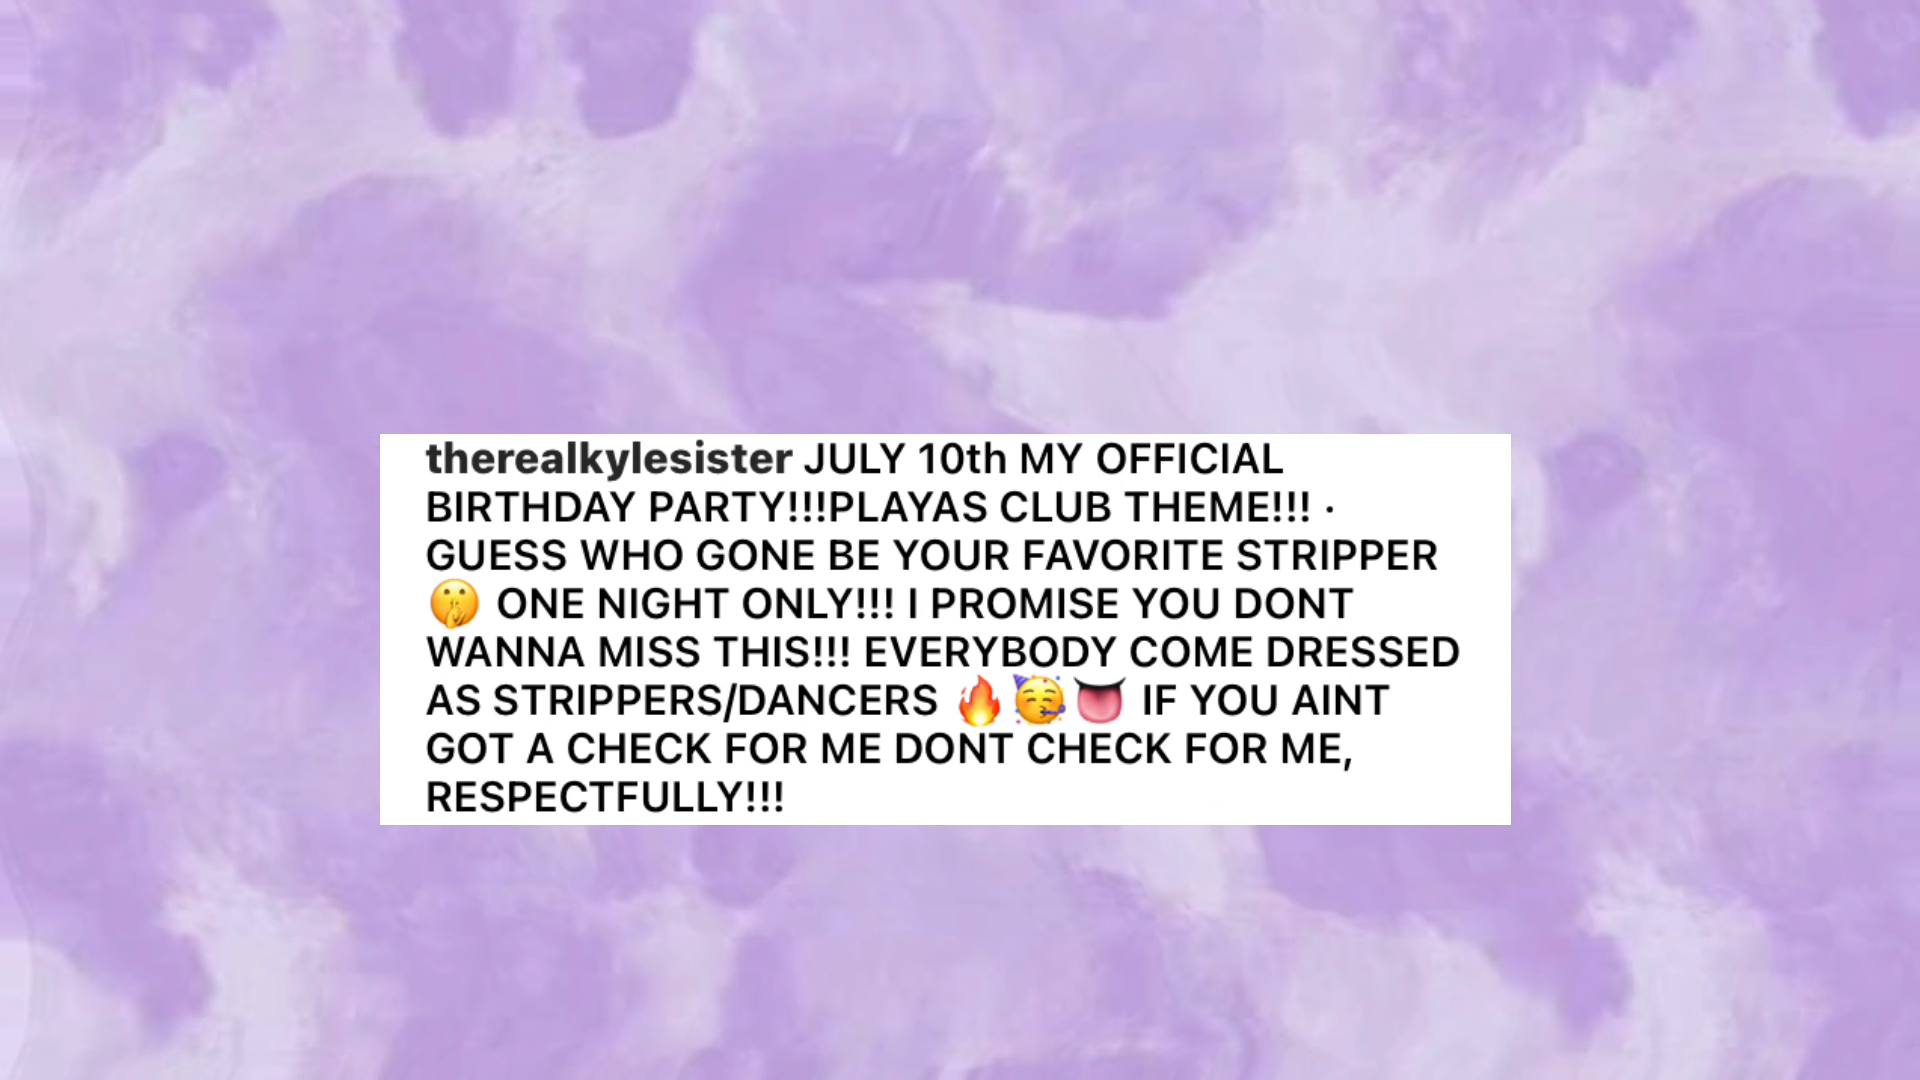 therealkylesister JULY 10th MY OFFICIAL
BIRTHDAY PARTY!!!PLAYAS CLUB THEME!!! ·
GUESS WHO GONE BE YOUR FAVORITE STRIPPER
🤫 ONE NIGHT ONLY!!! I PROMISE YOU DONT
WANNA MISS THIS!!! EVERYBODY COME DRESSED
AS STRIPPERS/DANCERS 🔥🥳👅 IF YOU AINT
GOT A CHECK FOR ME DONT CHECK FOR ME,
RESPECTFULLY!!!